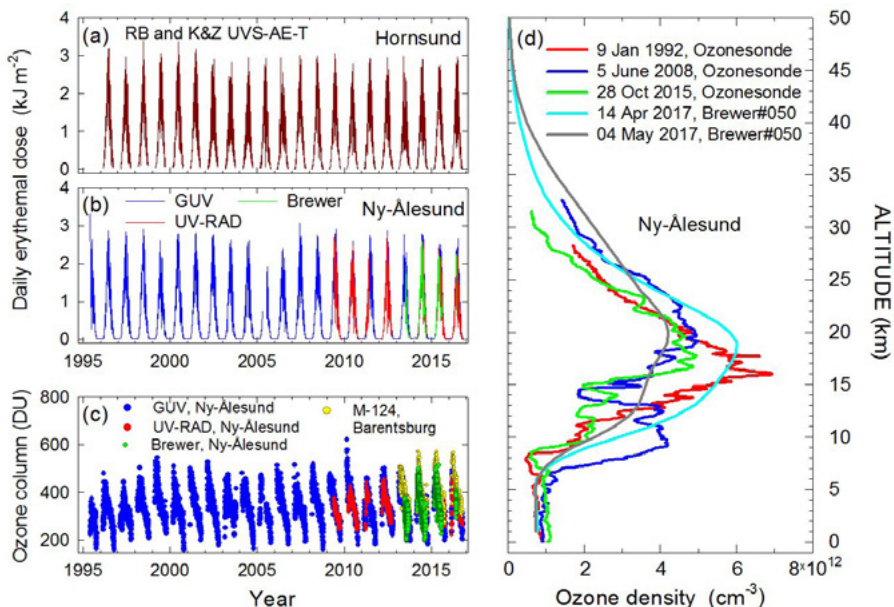 (a) RB and K&Z UVS-AE-T Hornsund
Daily erythemal dose (kJ m⁻²)
4
3
2
1
0
(b) GUV Brewer Ny-Ålesund
UV-RAD
4
3
2
1
0
1995 2000 2005 2010 2015
(c) GUV, Ny-Ålesund M-124,
UV-RAD, Ny-Ålesund Barentsburg
Brewer, Ny-Ålesund
Ozone column (DU)
800
600
400
200
1995 2000 2005 2010 2015
Year
(d)
9 Jan 1992, Ozonesonde
5 June 2008, Ozonesonde
28 Oct 2015, Ozonesonde
14 Apr 2017, Brewer#050
04 May 2017, Brewer#050
Ny-Ålesund
50
45
40
35
30
25
20
15
10
5
0
ALTITUDE (km)
0 2 4 6 8×10¹²
Ozone density (cm⁻³)